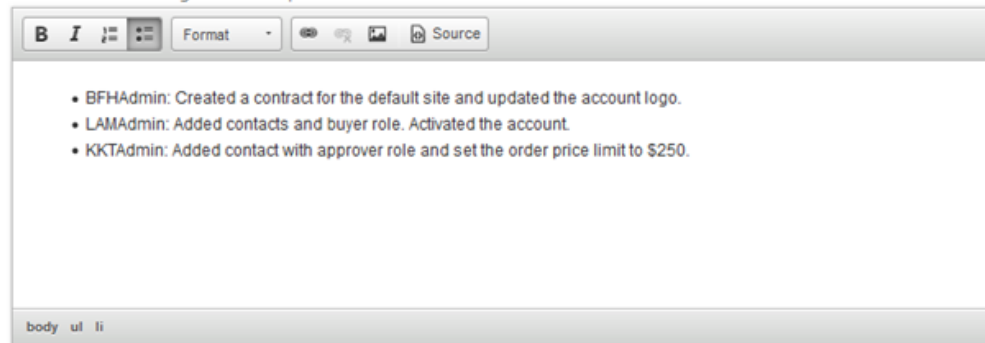 B I Format Source
• BFHAdmin: Created a contract for the default site and updated the account logo.
• LAMAdmin: Added contacts and buyer role. Activated the account.
• KKTAdmin: Added contact with approver role and set the order price limit to $250.
body ul li